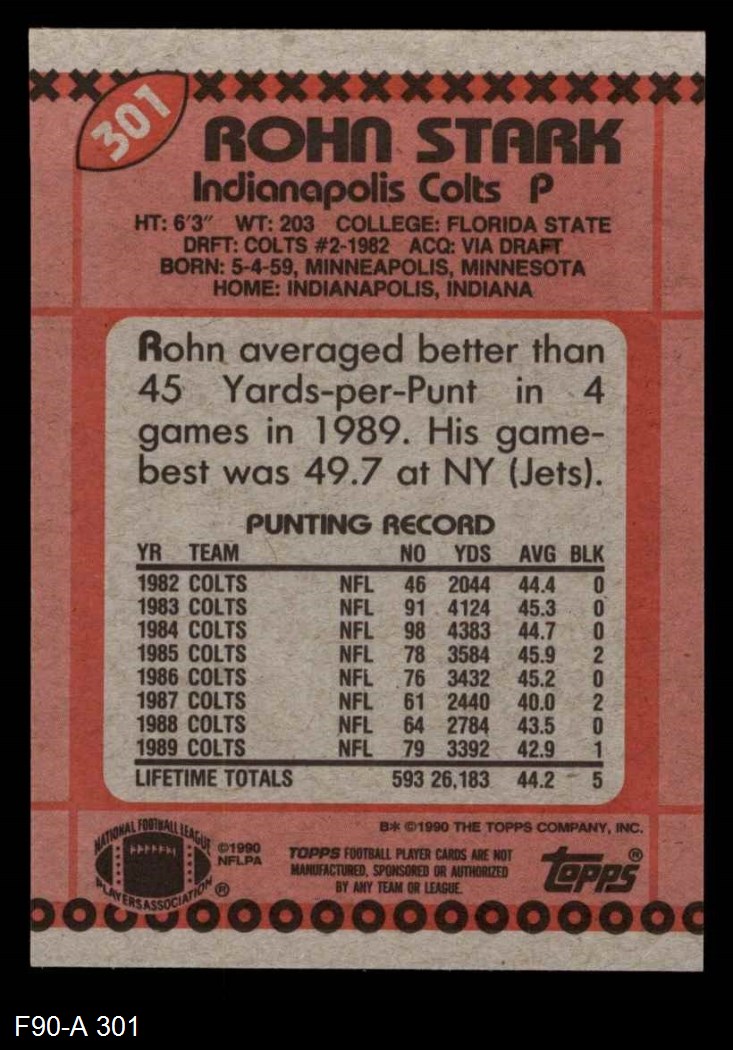 301
ROHN STARK
Indianapolis Colts P
HT: 6'3" WT: 203 COLLEGE: FLORIDA STATE
DRFT: COLTS #2-1982 ACQ: VIA DRAFT
BORN: 5-4-59, MINNEAPOLIS, MINNESOTA
HOME: INDIANAPOLIS, INDIANA
Rohn averaged better than
45 Yards-per-Punt in 4
games in 1989. His game-
best was 49.7 at NY (Jets).
PUNTING RECORD
YR TEAM NO YDS AVG BLK
1982 COLTS NFL 46 2044 44.4 0
1983 COLTS NFL 91 4124 45.3 0
1984 COLTS NFL 98 4383 44.7 0
1985 COLTS NFL 78 3584 45.9 2
1986 COLTS NFL 76 3432 45.2 0
1987 COLTS NFL 61 2440 40.0 2
1988 COLTS NFL 64 2784 43.5 0
1989 COLTS NFL 79 3392 42.9 1
LIFETIME TOTALS 593 26,183 44.2 5
B* ©1990 THE TOPPS COMPANY, INC.
NATIONAL FOOTBALL LEAGUE
PLAYERS ASSOCIATION ®
©1990
NFLPA
TOPPS FOOTBALL PLAYER CARDS ARE NOT
MANUFACTURED, SPONSORED OR AUTHORIZED
BY ANY TEAM OR LEAGUE.
topps®
F90-A 301